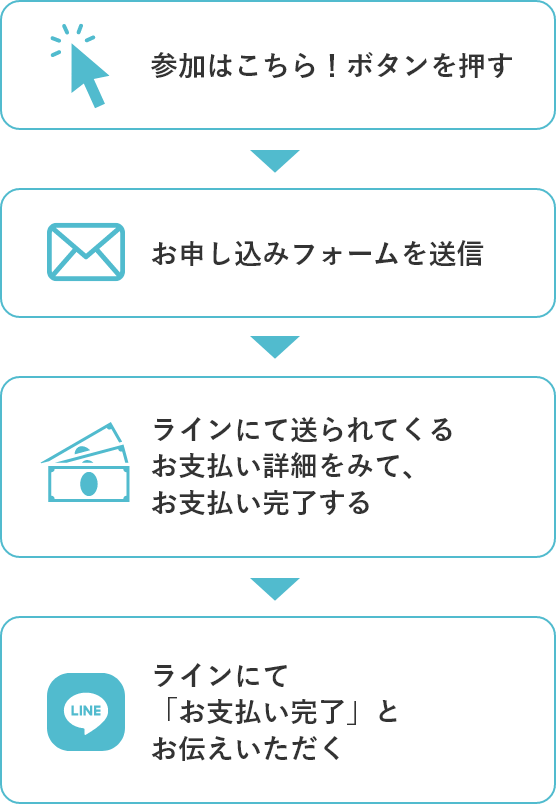 参加はこちら！ボタンを押す
お申し込みフォームを送信
ラインにて送られてくる
お支払い詳細をみて、
お支払い完了する
LINE
ラインにて
「お支払い完了」と
お伝えいただく